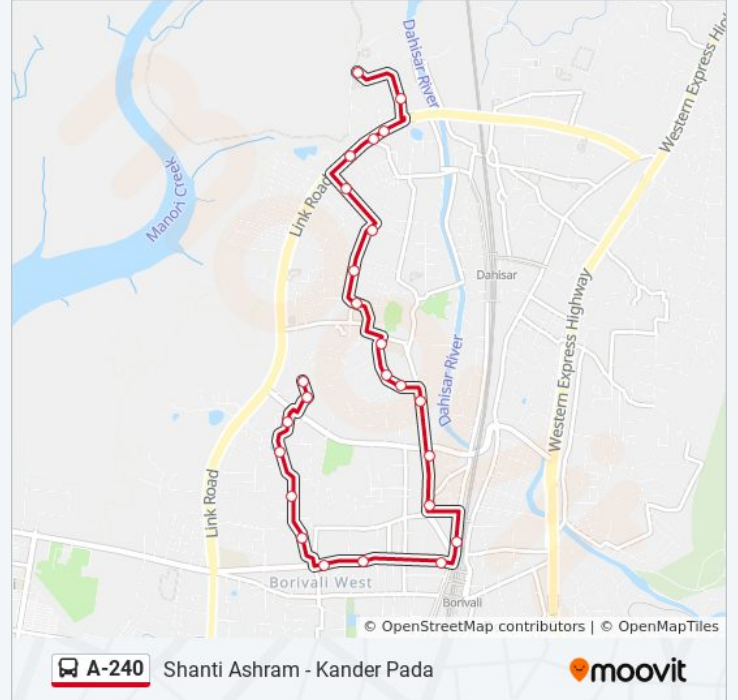 Dahisar River
Western Express Hig
Manori Creek
Link Road
Dahisar
Western Express Highway
Dahisar River
Link Road
Borivali West
i
Borivali
© OpenStreetMap contributors | © OpenMapTiles
A-240 Shanti Ashram - Kander Pada moovit